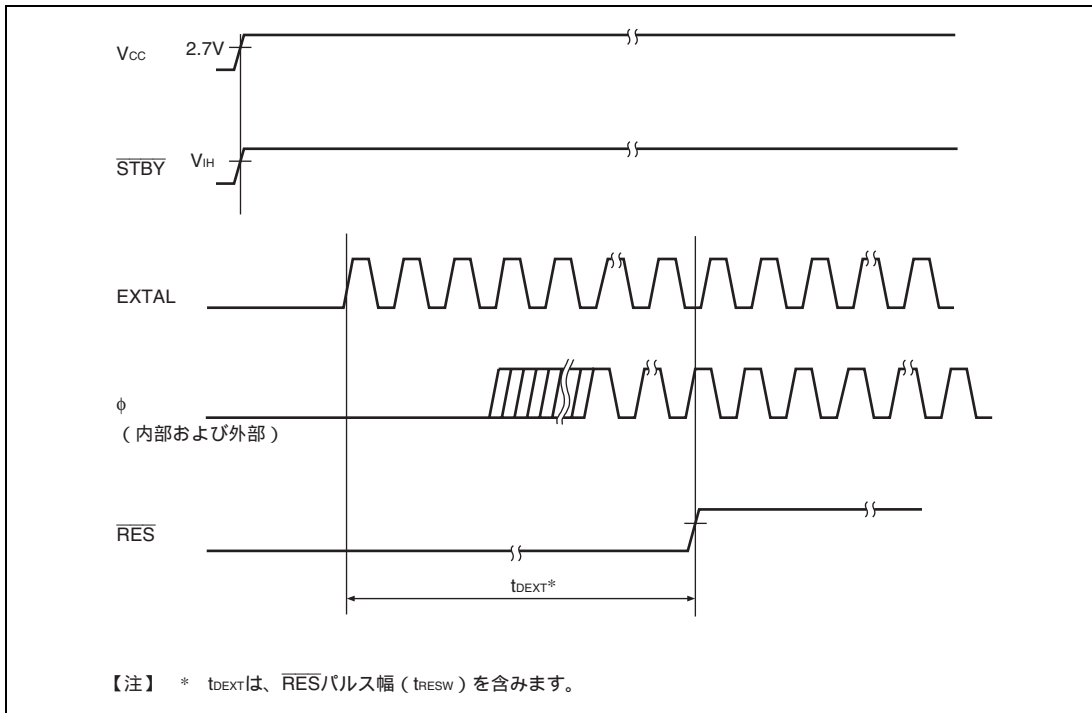 Vcc 2.7V
STBY VIH
EXTAL
φ
（内部および外部）
RES
tDEXT*
【注】 * tDEXTは、RESパルス幅（tRESW）を含みます。